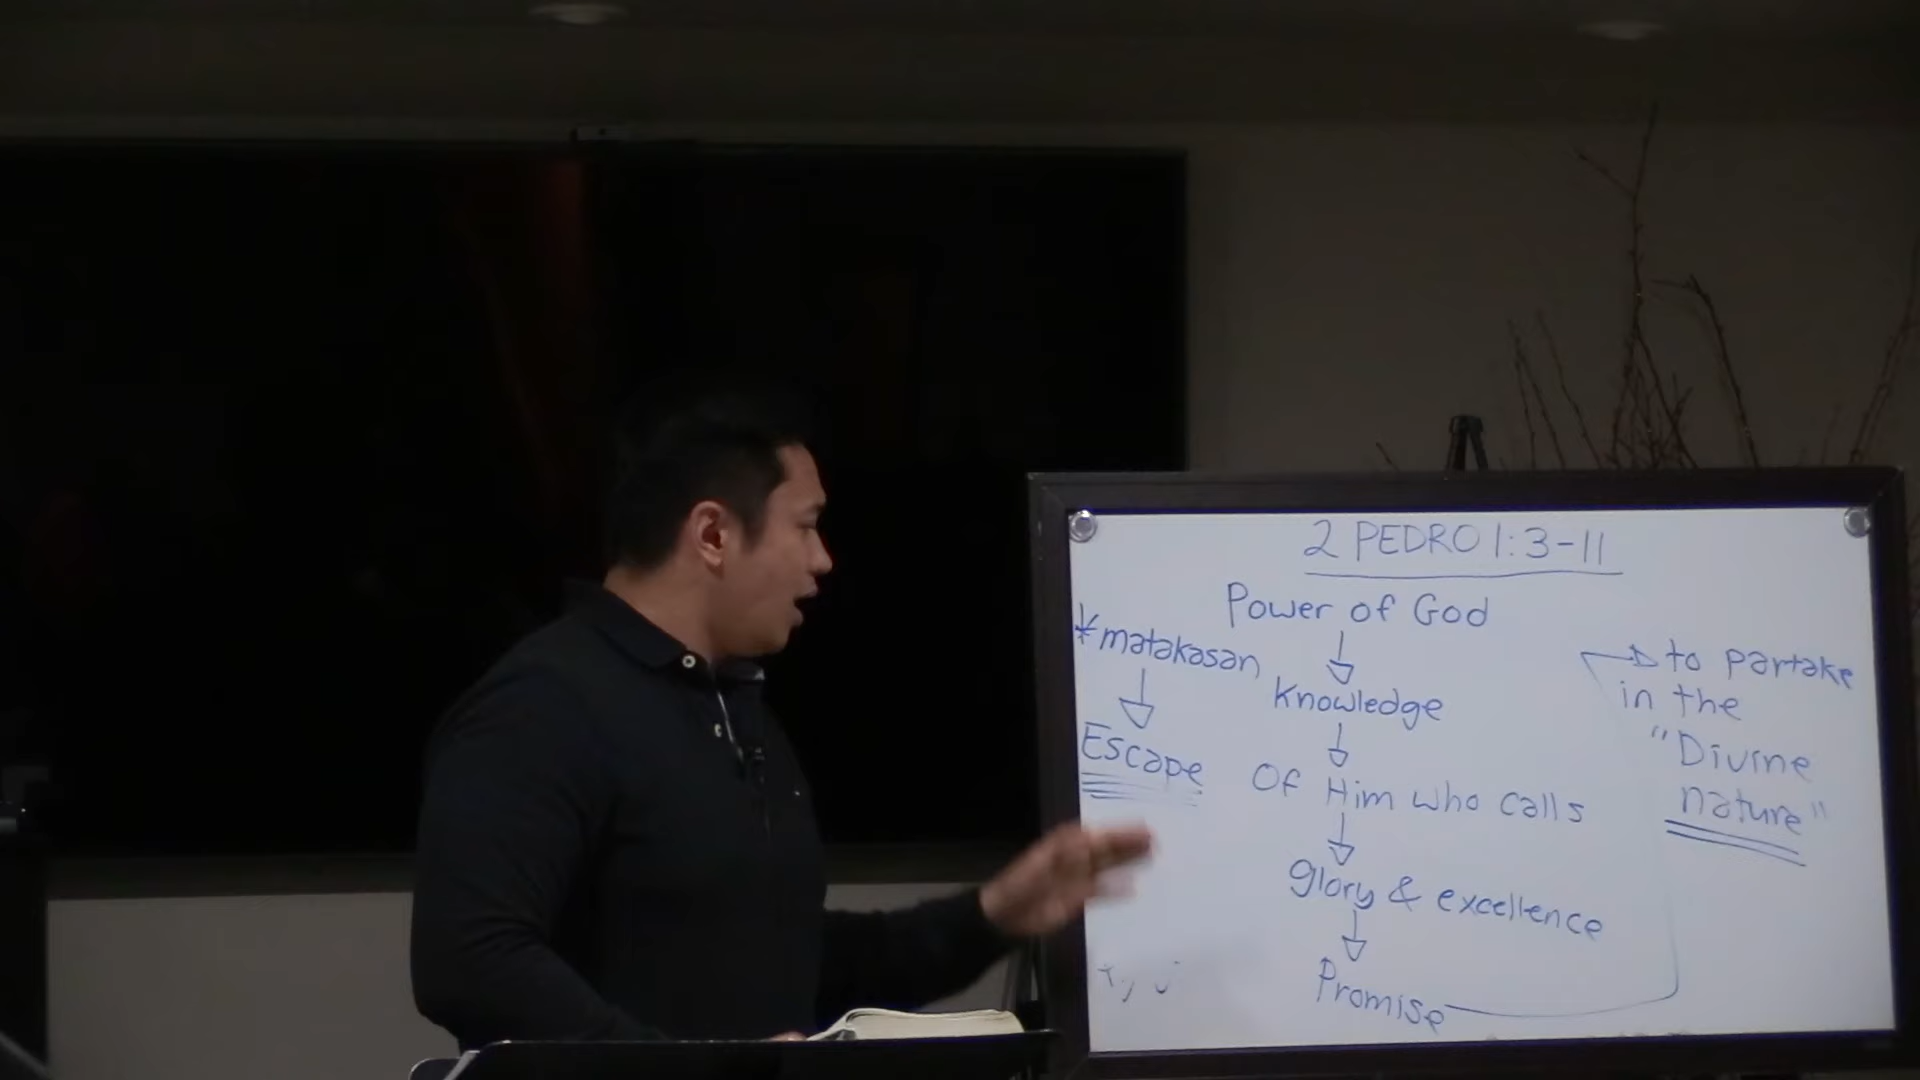 2 PEDRO 1:3-11
Power of God
*matakasan
Escape
Knowledge
Of Him who calls
glory & excellence
Promise
to partake
in the
"Divine
nature"